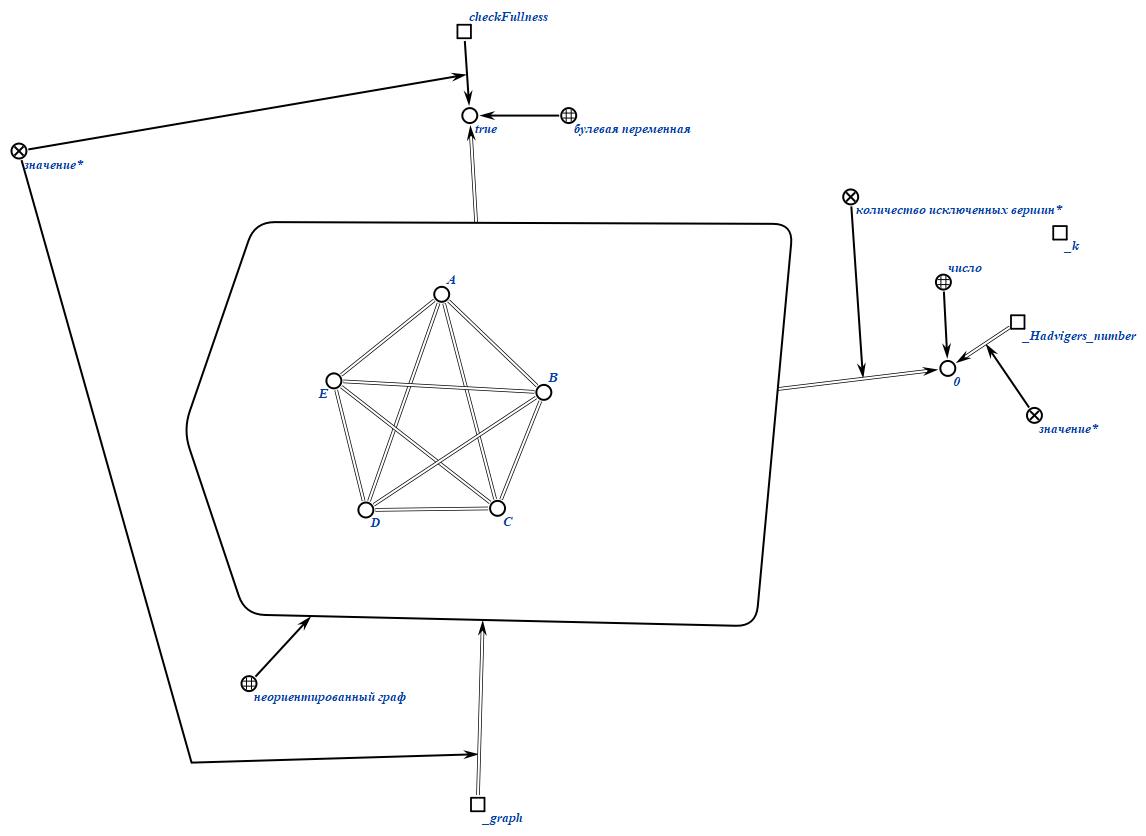 checkFullness
true
булевая переменная
значение*
количество исключенных вершин*
_k
число
_Hadvigers_number
0
значение*
A
B
E
D
C
неориентированный граф
_graph